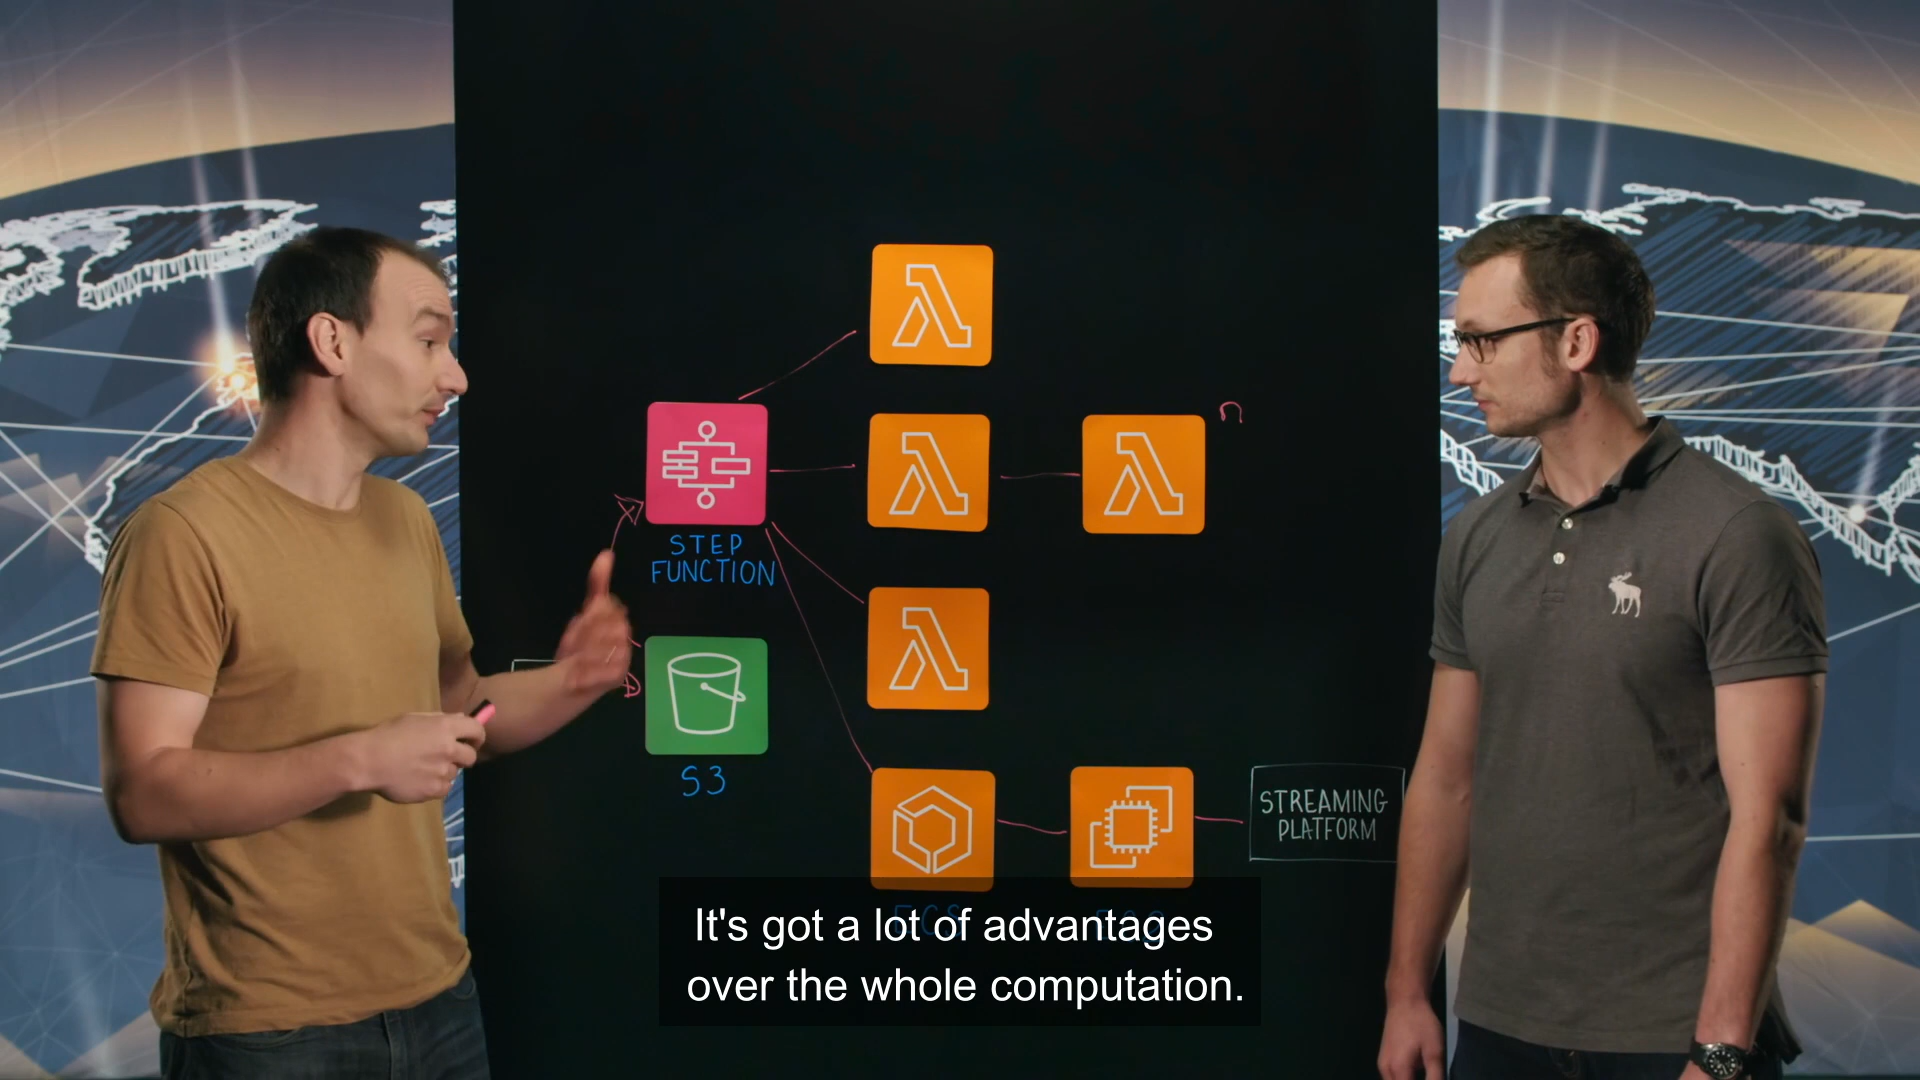 n
STEP
FUNCTION
S3
STREAMING
PLATFORM
It's got a lot of advantages
over the whole computation.